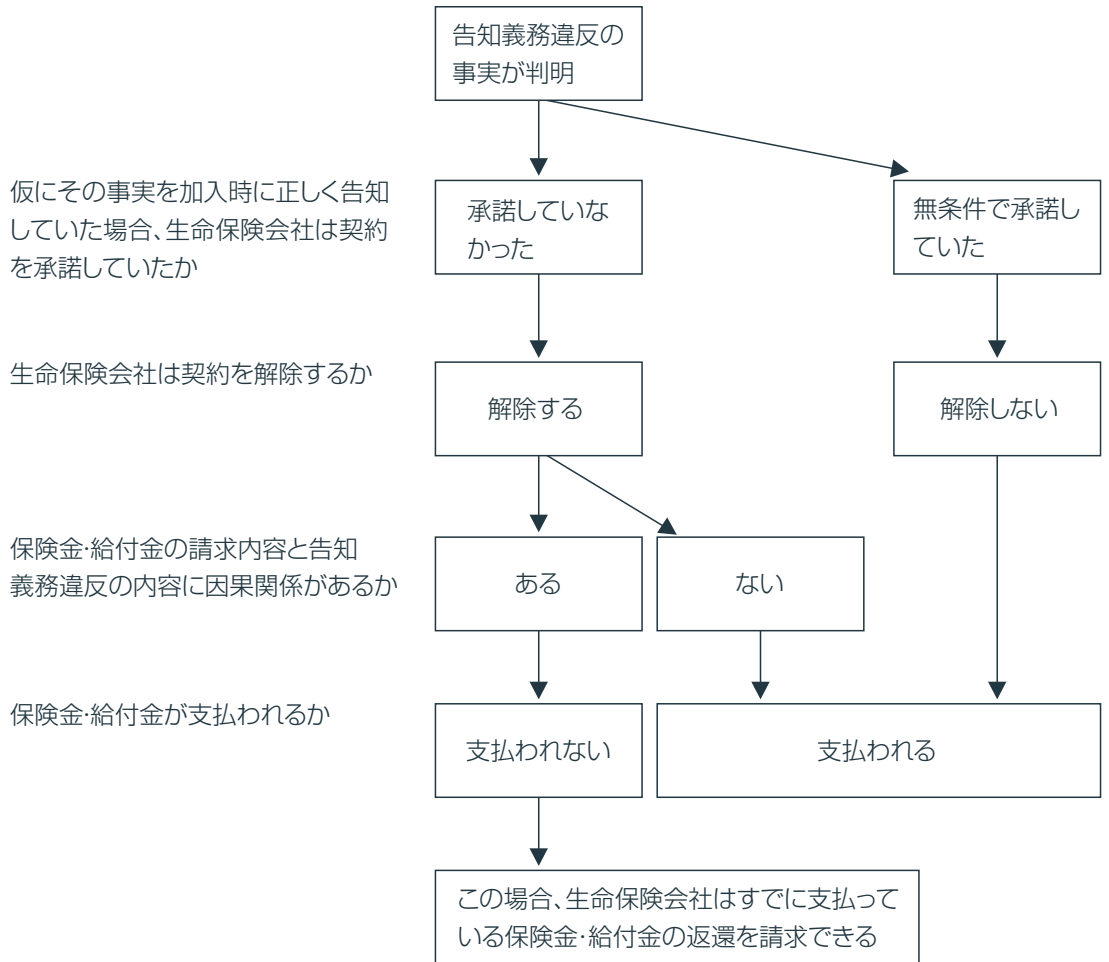 告知義務違反の
事実が判明
仮にその事実を加入時に正しく告知
していた場合、生命保険会社は契約
を承諾していたか
承諾していな
かった
無条件で承諾し
ていた
生命保険会社は契約を解除するか
解除する
解除しない
保険金・給付金の請求内容と告知
義務違反の内容に因果関係があるか
ある
ない
保険金・給付金が支払われるか
支払われない
支払われる
この場合、生命保険会社はすでに支払って
いる保険金・給付金の返還を請求できる